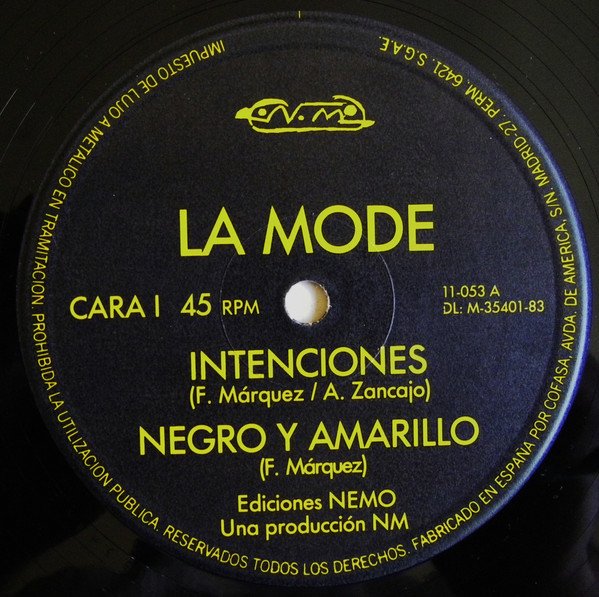 N.M.
LA MODE
CARA I 45 RPM
11-053 A
DL: M-35401-83
INTENCIONES
(F. Márquez / A. Zancajo)
NEGRO Y AMARILLO
(F. Márquez)
Ediciones NEMO
Una producción NM
IMPUESTO DE LUJO A METALICO EN TRAMITACION. PROHIBIDA LA UTILIZACION PUBLICA. RESERVADOS TODOS LOS DERECHOS. FABRICADO EN ESPAÑA POR COFASA. AVDA. DE AMERICA, S/N. MADRID-27. PERM. 6421. S.G.A.E.